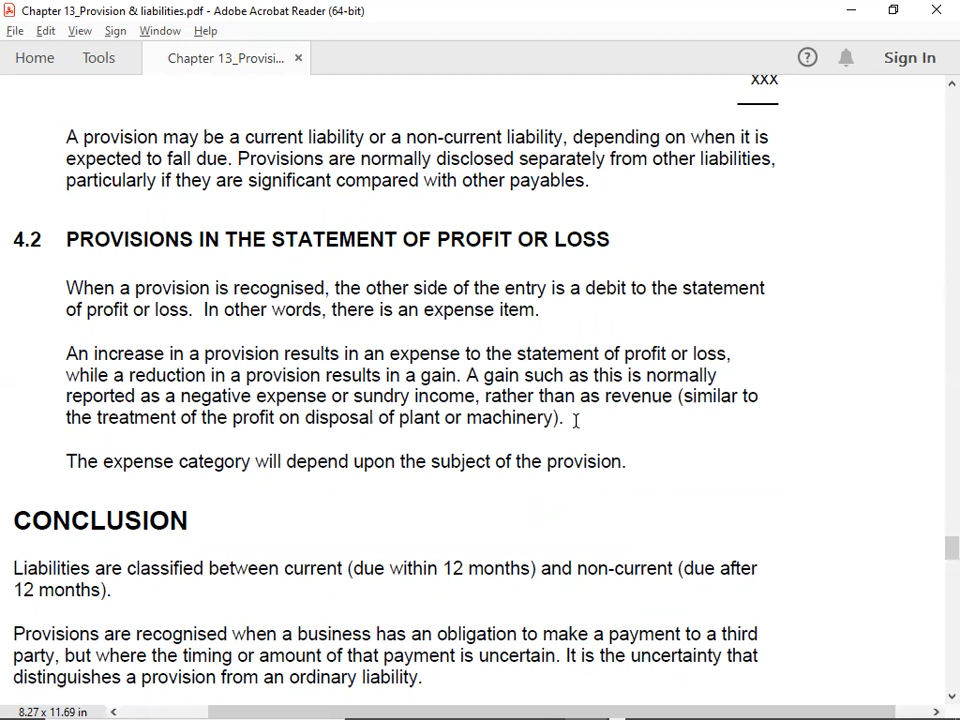 Chapter 13_Provision & liabilities.pdf - Adobe Acrobat Reader (64-bit)
File Edit View Sign Window Help
Home Tools Chapter 13_Provisi... × Sign In
xxx
A provision may be a current liability or a non-current liability, depending on when it is
expected to fall due. Provisions are normally disclosed separately from other liabilities,
particularly if they are significant compared with other payables.
4.2 PROVISIONS IN THE STATEMENT OF PROFIT OR LOSS
When a provision is recognised, the other side of the entry is a debit to the statement
of profit or loss. In other words, there is an expense item.
An increase in a provision results in an expense to the statement of profit or loss,
while a reduction in a provision results in a gain. A gain such as this is normally
reported as a negative expense or sundry income, rather than as revenue (similar to
the treatment of the profit on disposal of plant or machinery).
The expense category will depend upon the subject of the provision.
CONCLUSION
Liabilities are classified between current (due within 12 months) and non-current (due after
12 months).
Provisions are recognised when a business has an obligation to make a payment to a third
party, but where the timing or amount of that payment is uncertain. It is the uncertainty that
distinguishes a provision from an ordinary liability.
8.27 x 11.69 in